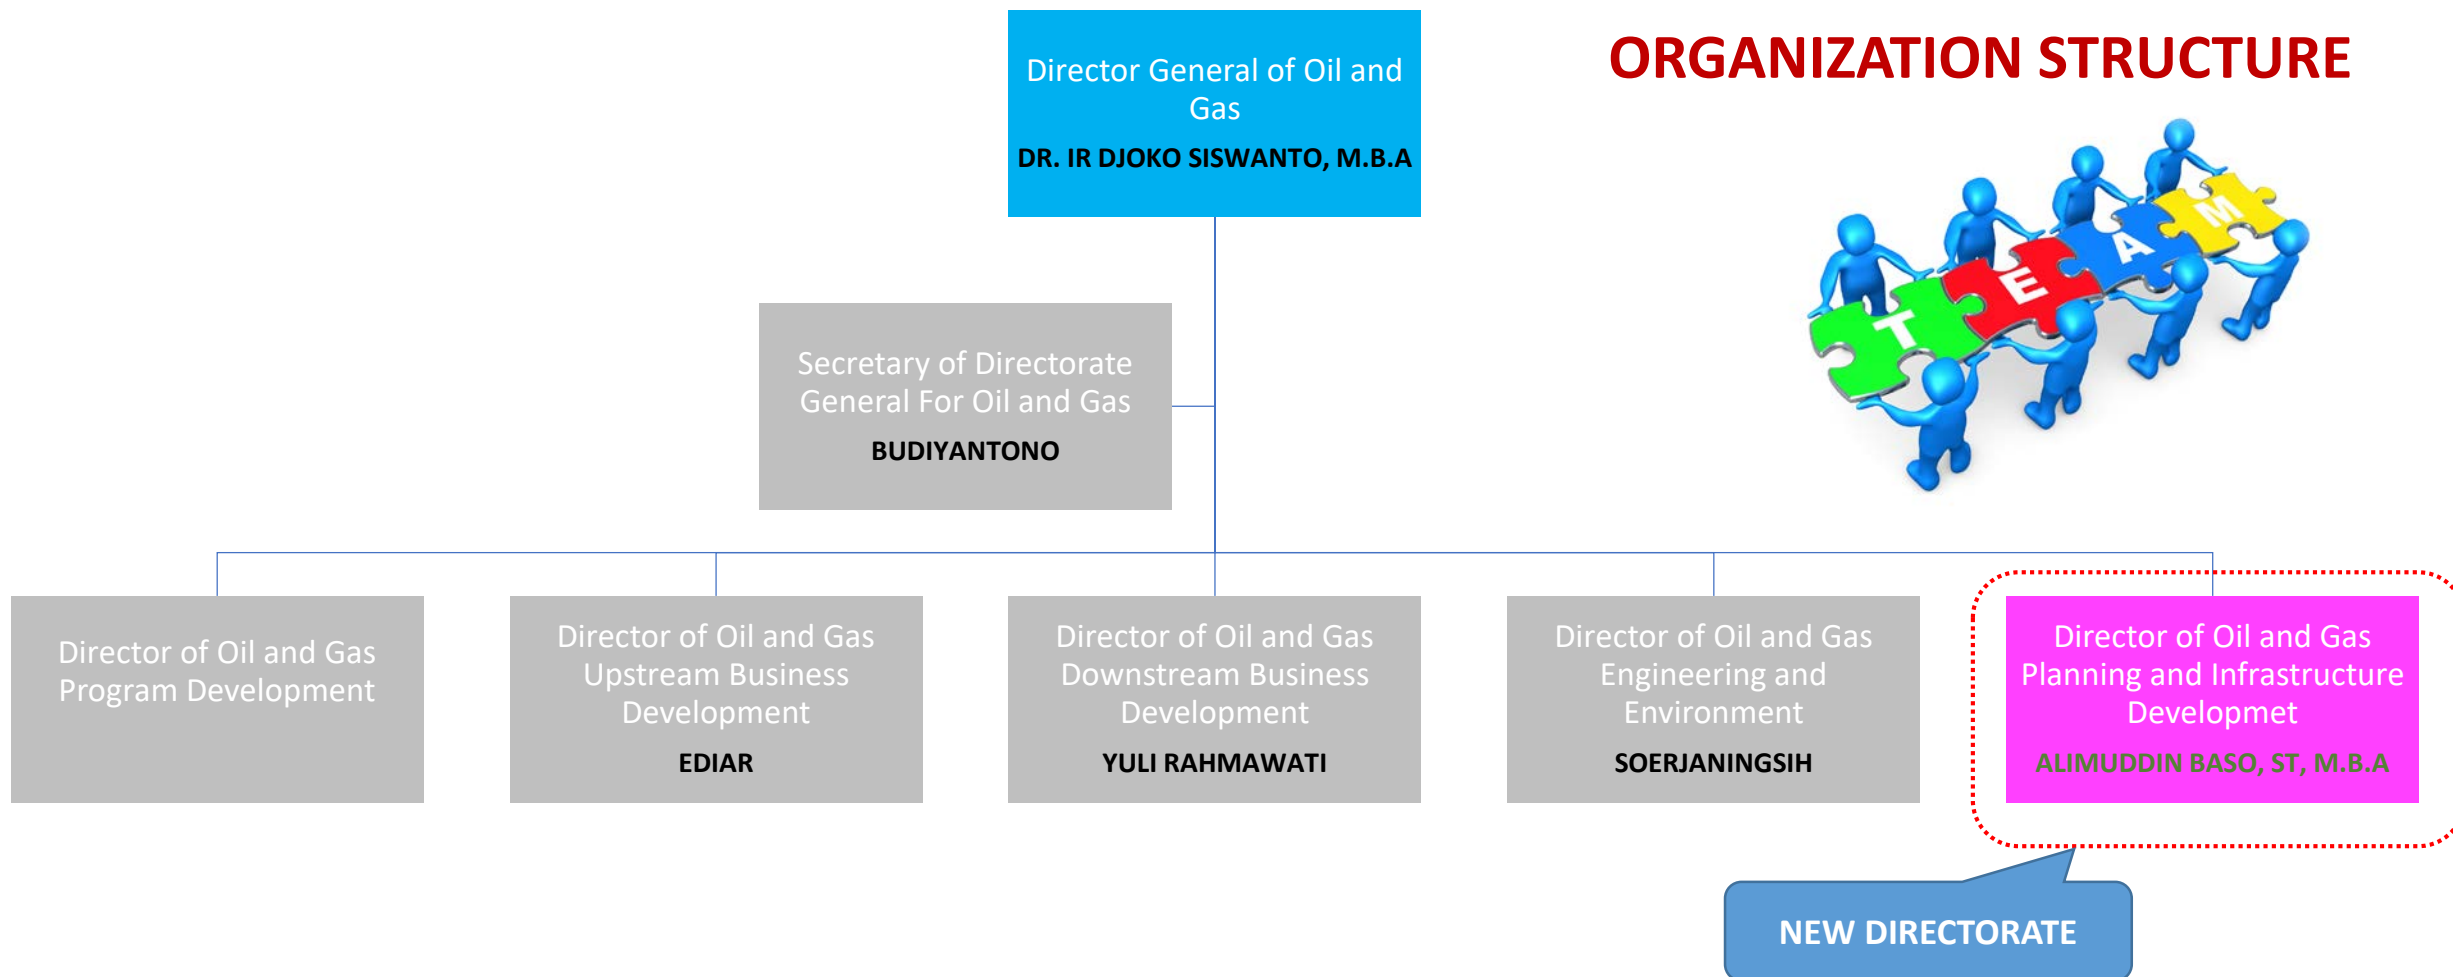 ORGANIZATION STRUCTURE
Director General of Oil and
Gas
DR. IR DJOKO SISWANTO, M.B.A
T E A M
Secretary of Directorate
General For Oil and Gas
BUDIYANTONO
Director of Oil and Gas
Program Development
Director of Oil and Gas
Upstream Business
Development
EDIAR
Director of Oil and Gas
Downstream Business
Development
YULI RAHMAWATI
Director of Oil and Gas
Engineering and
Environment
SOERJANINGSIH
Director of Oil and Gas
Planning and Infrastructure
Developmet
ALIMUDDIN BASO, ST, M.B.A
NEW DIRECTORATE